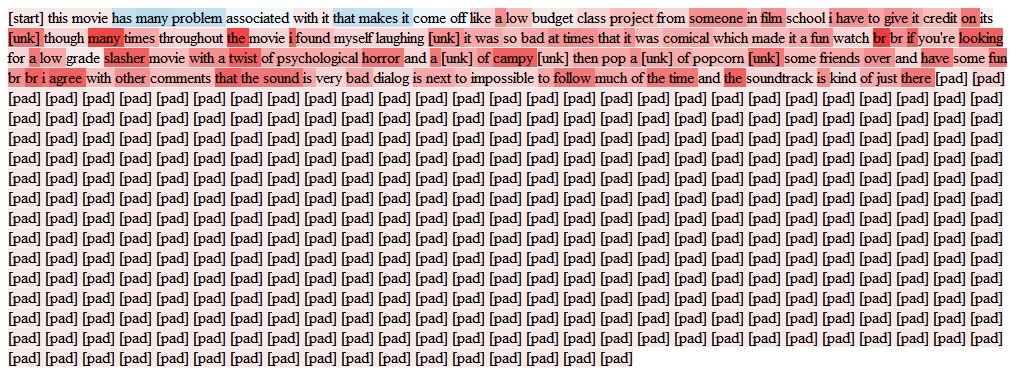 [start] this movie has many problem associated with it that makes it come off like a low budget class project from someone in film school i have to give it credit on its
[unk] though many times throughout the movie i found myself laughing [unk] it was so bad at times that it was comical which made it a fun watch br br if you're looking
for a low grade slasher movie with a twist of psychological horror and a [unk] of campy [unk] then pop a [unk] of popcorn [unk] some friends over and have some fun
br br i agree with other comments that the sound is very bad dialog is next to impossible to follow much of the time and the soundtrack is kind of just there [pad] [pad]
[pad] [pad] [pad] [pad] [pad] [pad] [pad] [pad] [pad] [pad] [pad] [pad] [pad] [pad] [pad] [pad] [pad] [pad] [pad] [pad] [pad] [pad] [pad] [pad] [pad] [pad] [pad]
[pad] [pad] [pad] [pad] [pad] [pad] [pad] [pad] [pad] [pad] [pad] [pad] [pad] [pad] [pad] [pad] [pad] [pad] [pad] [pad] [pad] [pad] [pad] [pad] [pad] [pad] [pad]
[pad] [pad] [pad] [pad] [pad] [pad] [pad] [pad] [pad] [pad] [pad] [pad] [pad] [pad] [pad] [pad] [pad] [pad] [pad] [pad] [pad] [pad] [pad] [pad] [pad] [pad] [pad]
[pad] [pad] [pad] [pad] [pad] [pad] [pad] [pad] [pad] [pad] [pad] [pad] [pad] [pad] [pad] [pad] [pad] [pad] [pad] [pad] [pad] [pad] [pad] [pad] [pad] [pad] [pad]
[pad] [pad] [pad] [pad] [pad] [pad] [pad] [pad] [pad] [pad] [pad] [pad] [pad] [pad] [pad] [pad] [pad] [pad] [pad] [pad] [pad] [pad] [pad] [pad] [pad] [pad] [pad]
[pad] [pad] [pad] [pad] [pad] [pad] [pad] [pad] [pad] [pad] [pad] [pad] [pad] [pad] [pad] [pad] [pad] [pad] [pad] [pad] [pad] [pad] [pad] [pad] [pad] [pad] [pad]
[pad] [pad] [pad] [pad] [pad] [pad] [pad] [pad] [pad] [pad] [pad] [pad] [pad] [pad] [pad] [pad] [pad] [pad] [pad] [pad] [pad] [pad] [pad] [pad] [pad] [pad] [pad]
[pad] [pad] [pad] [pad] [pad] [pad] [pad] [pad] [pad] [pad] [pad] [pad] [pad] [pad] [pad] [pad] [pad] [pad] [pad] [pad] [pad] [pad] [pad] [pad] [pad] [pad] [pad]
[pad] [pad] [pad] [pad] [pad] [pad] [pad] [pad] [pad] [pad] [pad] [pad] [pad] [pad] [pad] [pad] [pad] [pad] [pad] [pad] [pad] [pad] [pad] [pad] [pad] [pad] [pad]
[pad] [pad] [pad] [pad] [pad] [pad] [pad] [pad] [pad] [pad] [pad] [pad] [pad] [pad] [pad] [pad] [pad] [pad] [pad] [pad] [pad] [pad] [pad] [pad] [pad] [pad] [pad]
[pad] [pad] [pad] [pad] [pad] [pad] [pad] [pad] [pad] [pad] [pad] [pad] [pad] [pad] [pad] [pad] [pad] [pad] [pad] [pad] [pad] [pad] [pad] [pad] [pad] [pad] [pad]
[pad] [pad] [pad] [pad] [pad] [pad] [pad] [pad] [pad] [pad] [pad] [pad] [pad] [pad] [pad] [pad] [pad] [pad] [pad] [pad] [pad] [pad] [pad] [pad] [pad] [pad] [pad]
[pad] [pad] [pad] [pad] [pad] [pad] [pad] [pad] [pad] [pad] [pad] [pad] [pad] [pad] [pad] [pad] [pad] [pad] [pad] [pad] [pad] [pad] [pad] [pad] [pad] [pad] [pad]
[pad] [pad] [pad] [pad] [pad] [pad] [pad] [pad] [pad] [pad] [pad] [pad] [pad] [pad] [pad] [pad] [pad]